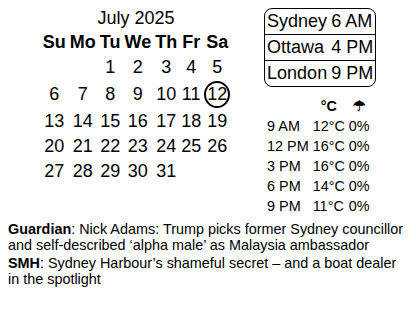 July 2025
Su Mo Tu We Th Fr Sa
1 2 3 4 5
6 7 8 9 10 11 12
13 14 15 16 17 18 19
20 21 22 23 24 25 26
27 28 29 30 31
Sydney 6 AM
Ottawa 4 PM
London 9 PM
°C ☂
9 AM 12°C 0%
12 PM 16°C 0%
3 PM 16°C 0%
6 PM 14°C 0%
9 PM 11°C 0%
Guardian: Nick Adams: Trump picks former Sydney councillor
and self-described ‘alpha male’ as Malaysia ambassador
SMH: Sydney Harbour’s shameful secret – and a boat dealer
in the spotlight